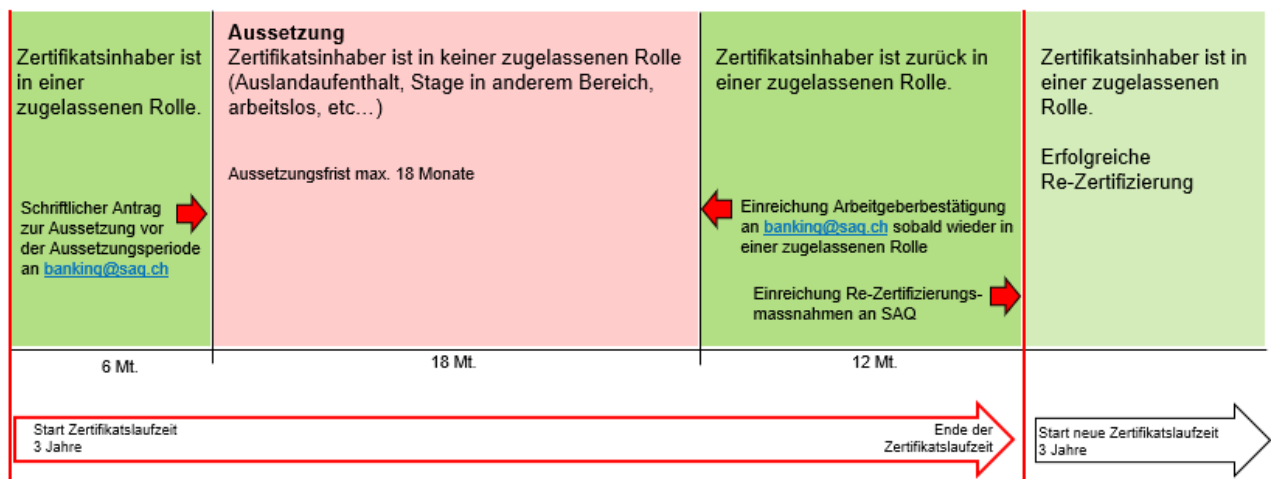 Zertifikatsinhaber ist
in einer
zugelassenen Rolle.
Schriftlicher Antrag
zur Aussetzung vor
der Aussetzungsperiode
an banking@saq.ch
Aussetzung
Zertifikatsinhaber ist in keiner zugelassenen Rolle
(Auslandaufenthalt, Stage in anderem Bereich,
arbeitslos, etc…)
Aussetzungsfrist max. 18 Monate
Zertifikatsinhaber ist zurück in
einer zugelassenen Rolle.
Einreichung Arbeitgeberbestätigung
an banking@saq.ch sobald wieder in
einer zugelassenen Rolle
Einreichung Re-Zertifizierungs-
massnahmen an SAQ
Zertifikatsinhaber ist in
einer zugelassenen
Rolle.
Erfolgreiche
Re-Zertifizierung
6 Mt.
18 Mt.
12 Mt.
Start Zertifikatslaufzeit
3 Jahre
Ende der
Zertifikatslaufzeit
Start neue Zertifikatslaufzeit
3 Jahre